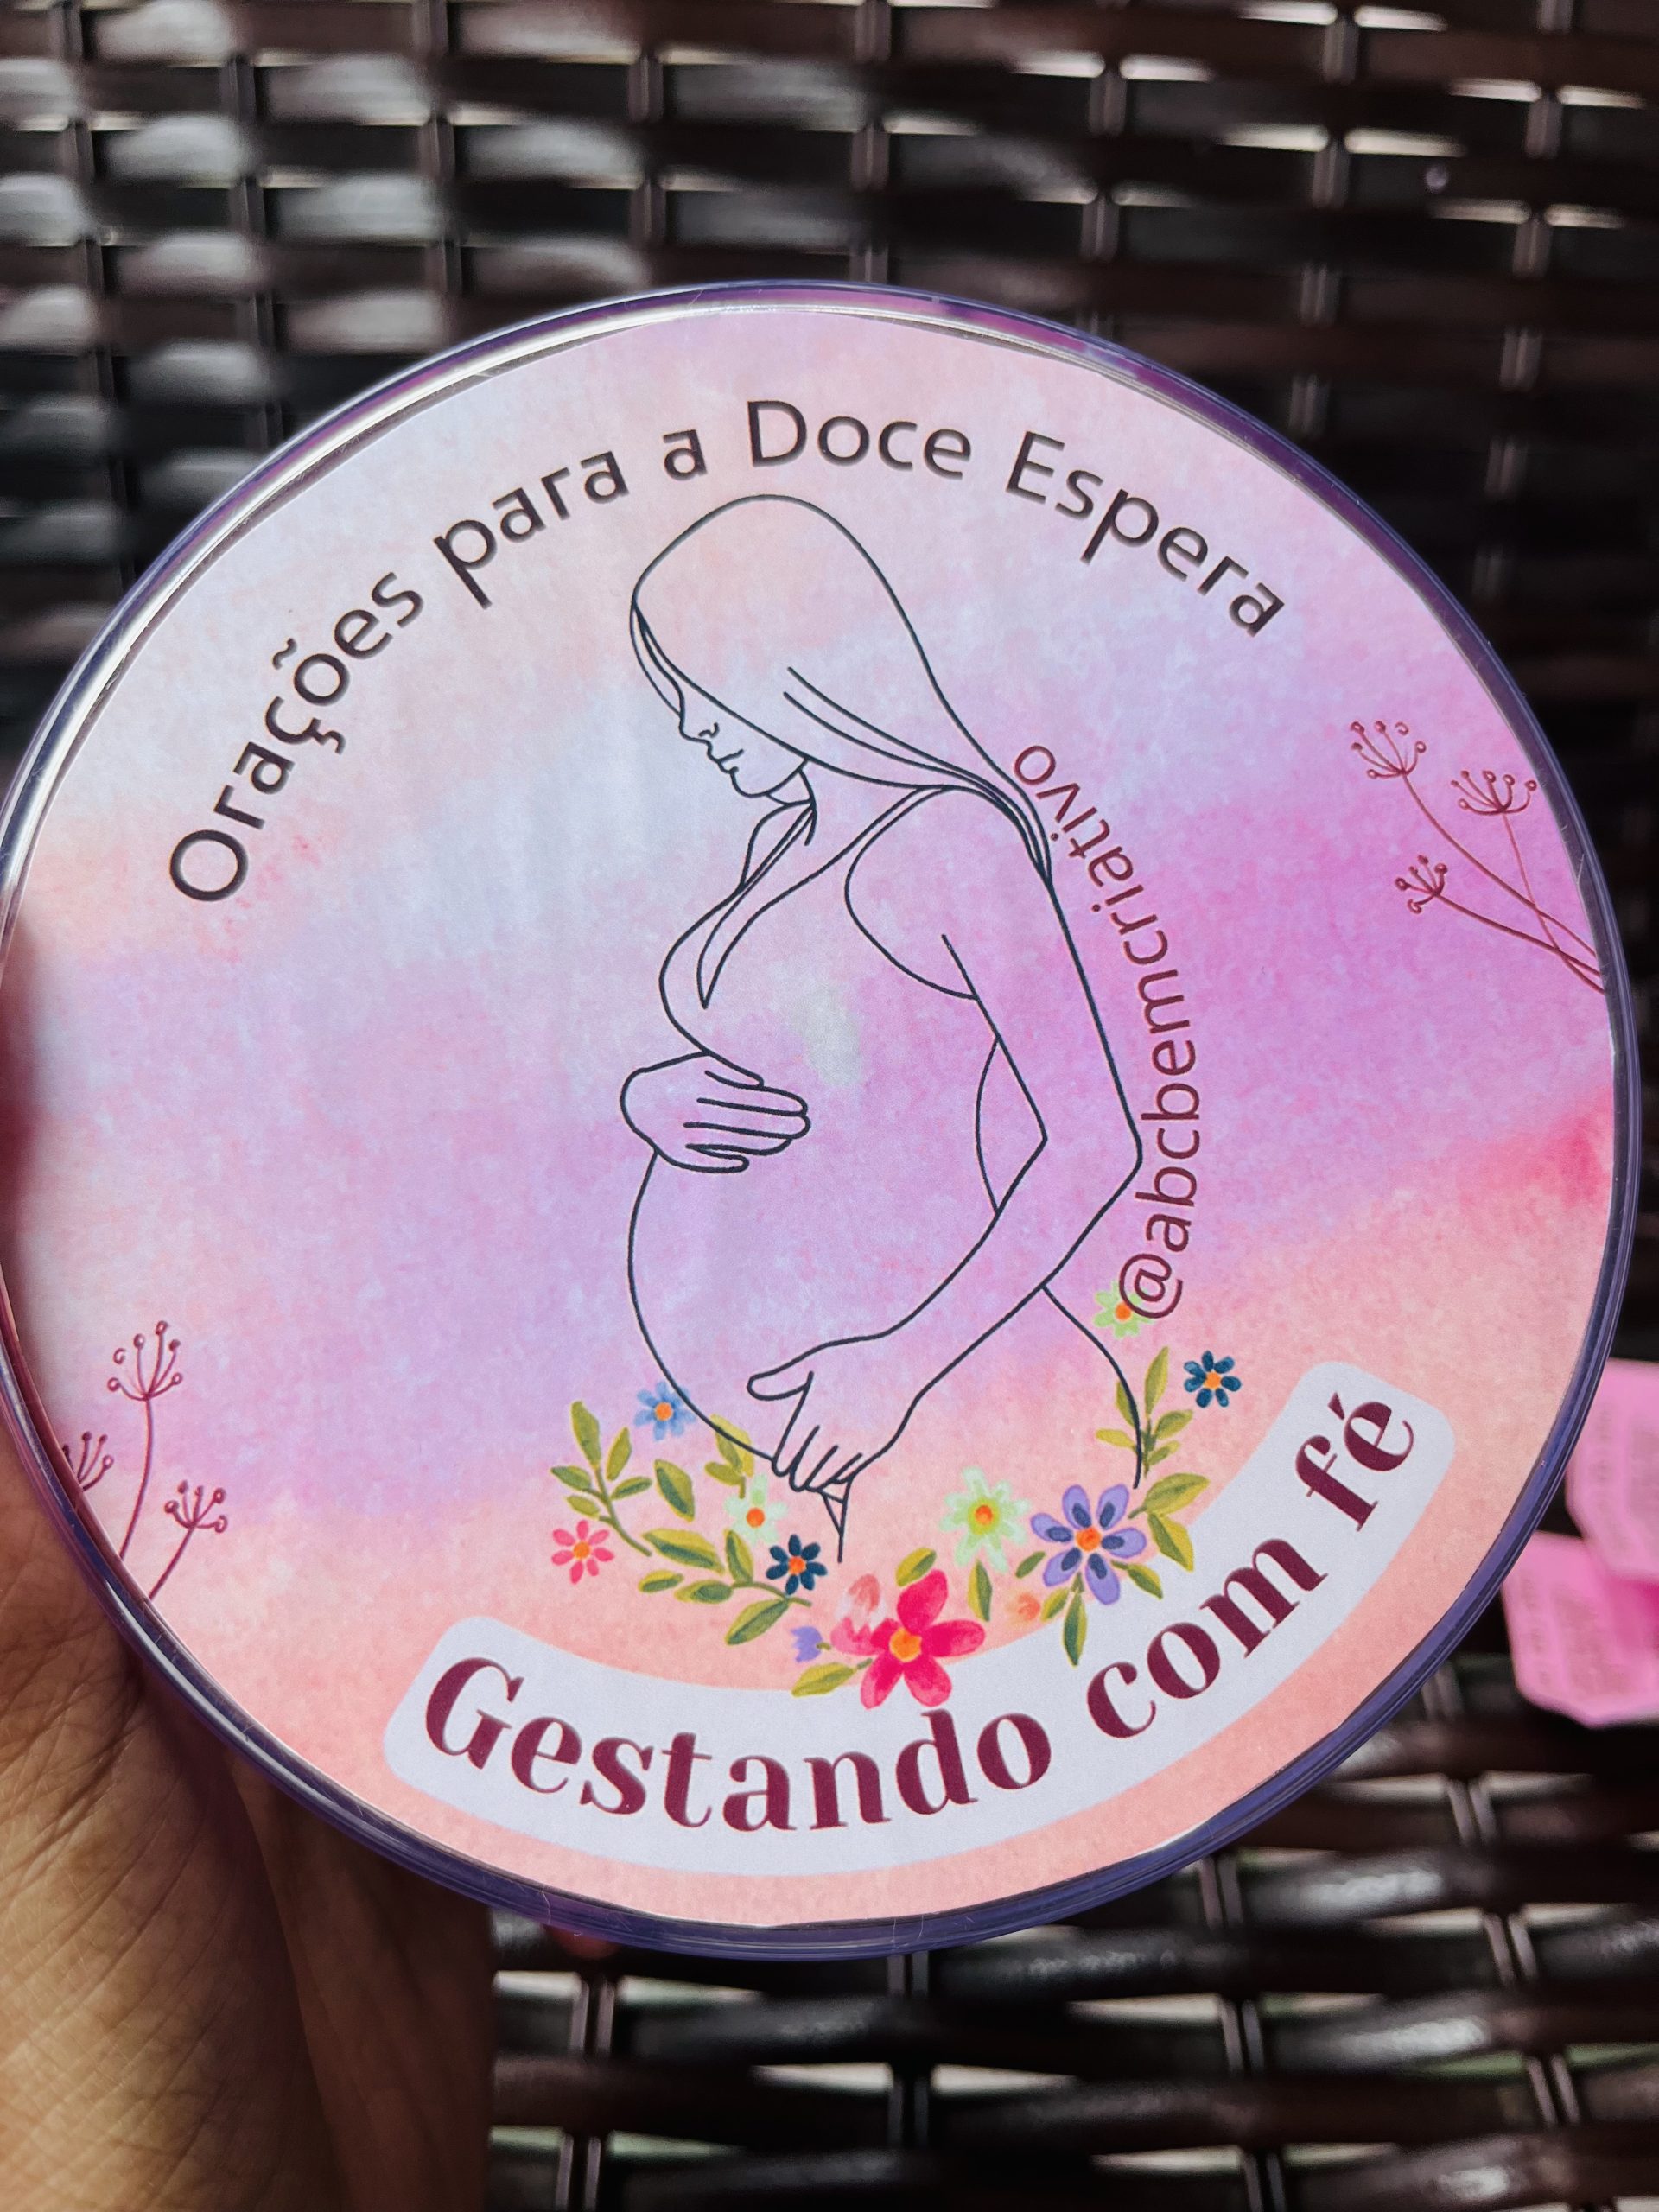 Orações para a Doce Espera
@abcbemcriativo
Gestando com fé